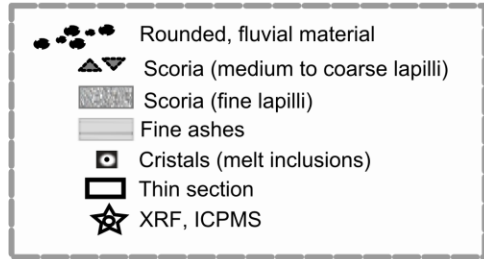 Rounded, fluvial material
Scoria (medium to coarse lapilli)
Scoria (fine lapilli)
Fine ashes
Cristals (melt inclusions)
Thin section
XRF, ICPMS